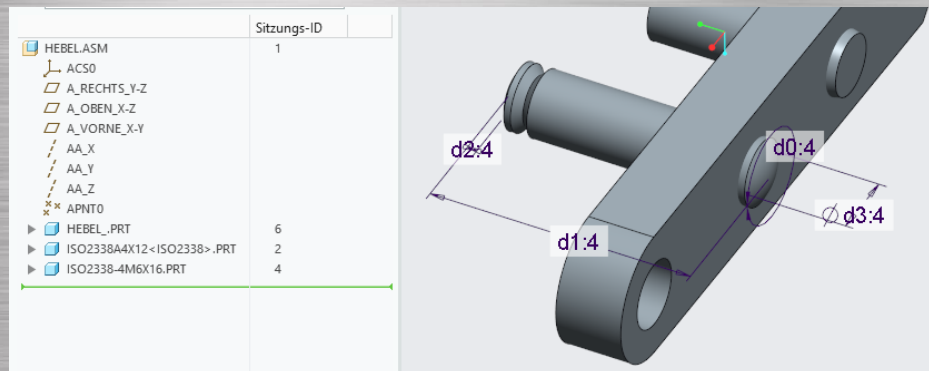 Sitzungs-ID
HEBEL.ASM 1
ACS0
A_RECHTS_Y-Z
A_OBEN_X-Z
A_VORNE_X-Y
AA_X
AA_Y
AA_Z
APNT0
HEBEL_.PRT 6
ISO2338A4X12<ISO2338>.PRT 2
ISO2338-4M6X16.PRT 4
d2:4
d0:4
∅ d3:4
d1:4